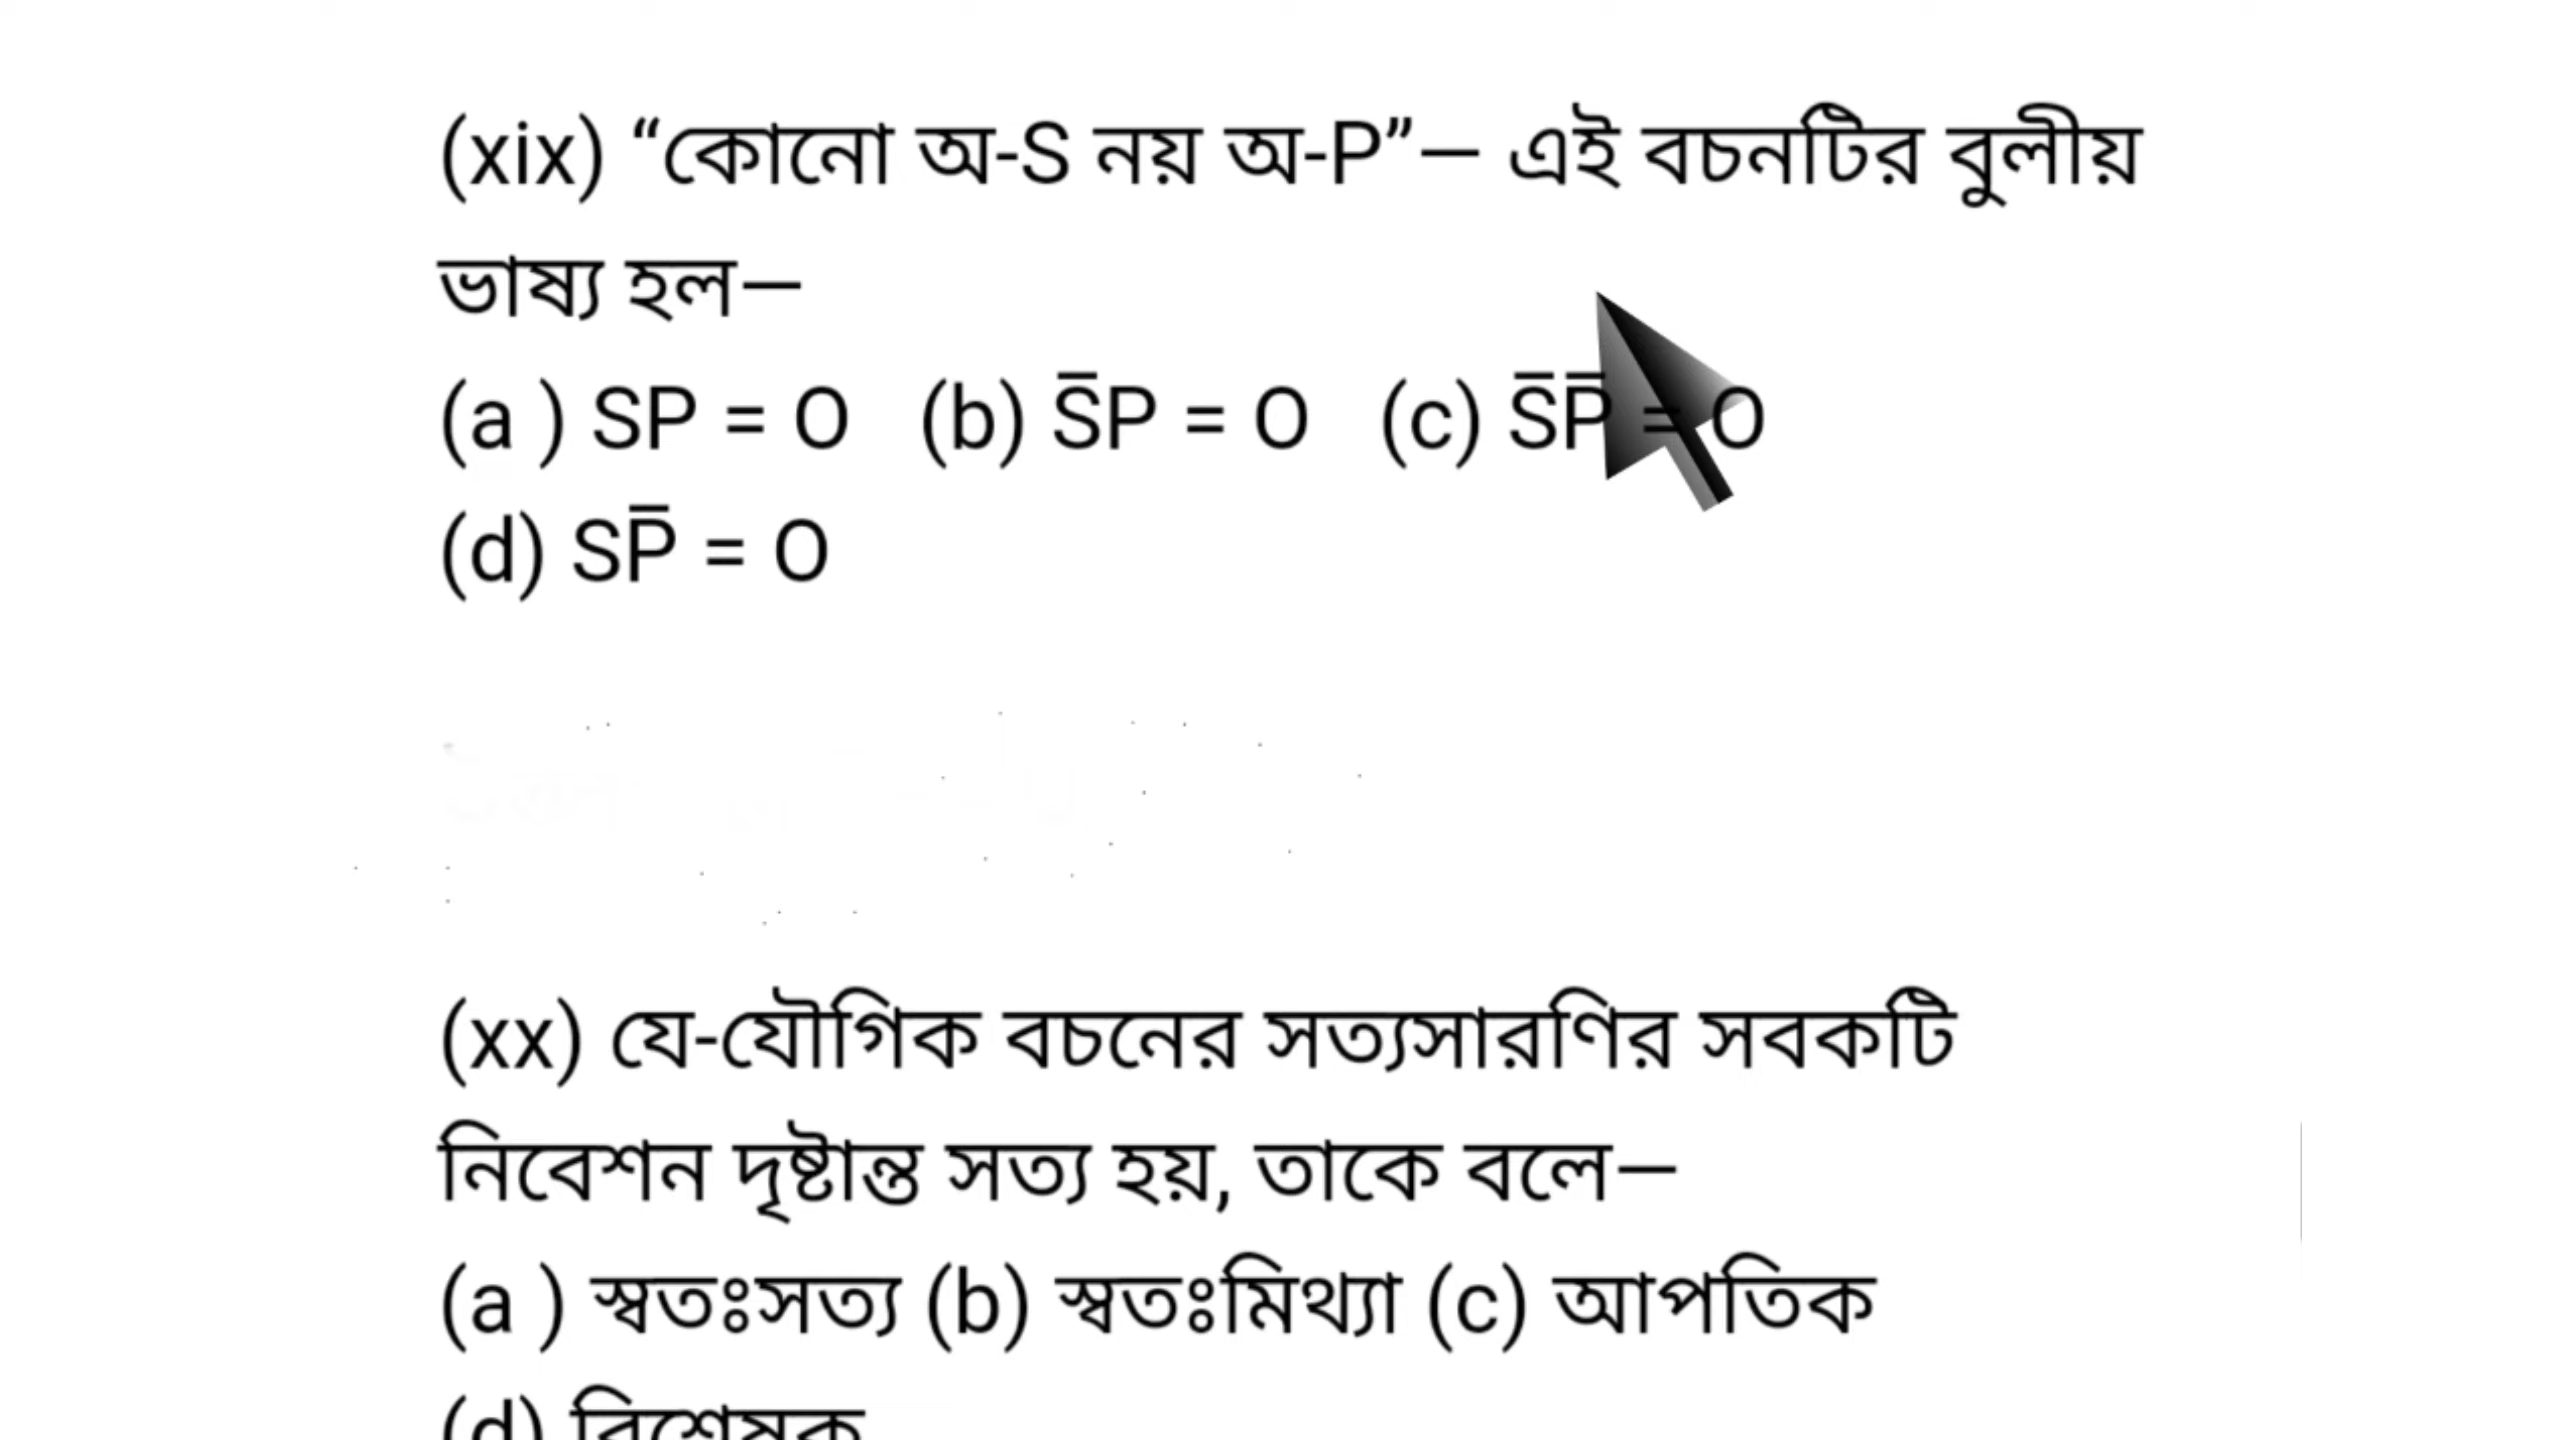 (xix) “কোনো অ-S নয় অ-P”– এই বচনটির বুলীয়
ভাষ্য হল–
(a ) SP = O (b) S̄P = O (c) S̄P̄ = O
(d) SP̄ = O
(xx) যে-যৌগিক বচনের সত্যসারণির সবকটি
নিবেশন দৃষ্টান্ত সত্য হয়, তাকে বলে–
(a ) স্বতঃসত্য (b) স্বতঃমিথ্যা (c) আপতিক
(d) বিশেষক